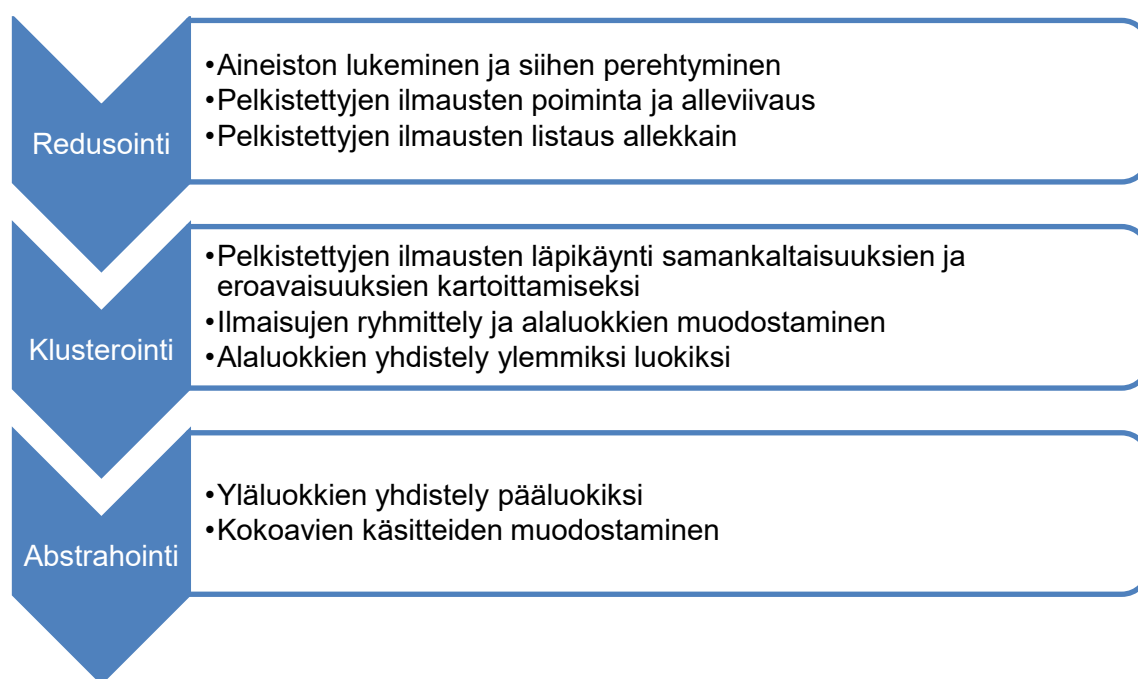 Redusointi
•Aineiston lukeminen ja siihen perehtyminen
•Pelkistettyjen ilmausten poiminta ja alleviivaus
•Pelkistettyjen ilmausten listaus allekkain
Klusterointi
•Pelkistettyjen ilmausten läpikäynti samankaltaisuuksien ja
eroavaisuuksien kartoittamiseksi
•Ilmaisujen ryhmittely ja alaluokkien muodostaminen
•Alaluokkien yhdistely ylemmiksi luokiksi
Abstrahointi
•Yläluokkien yhdistely pääluokiksi
•Kokoavien käsitteiden muodostaminen